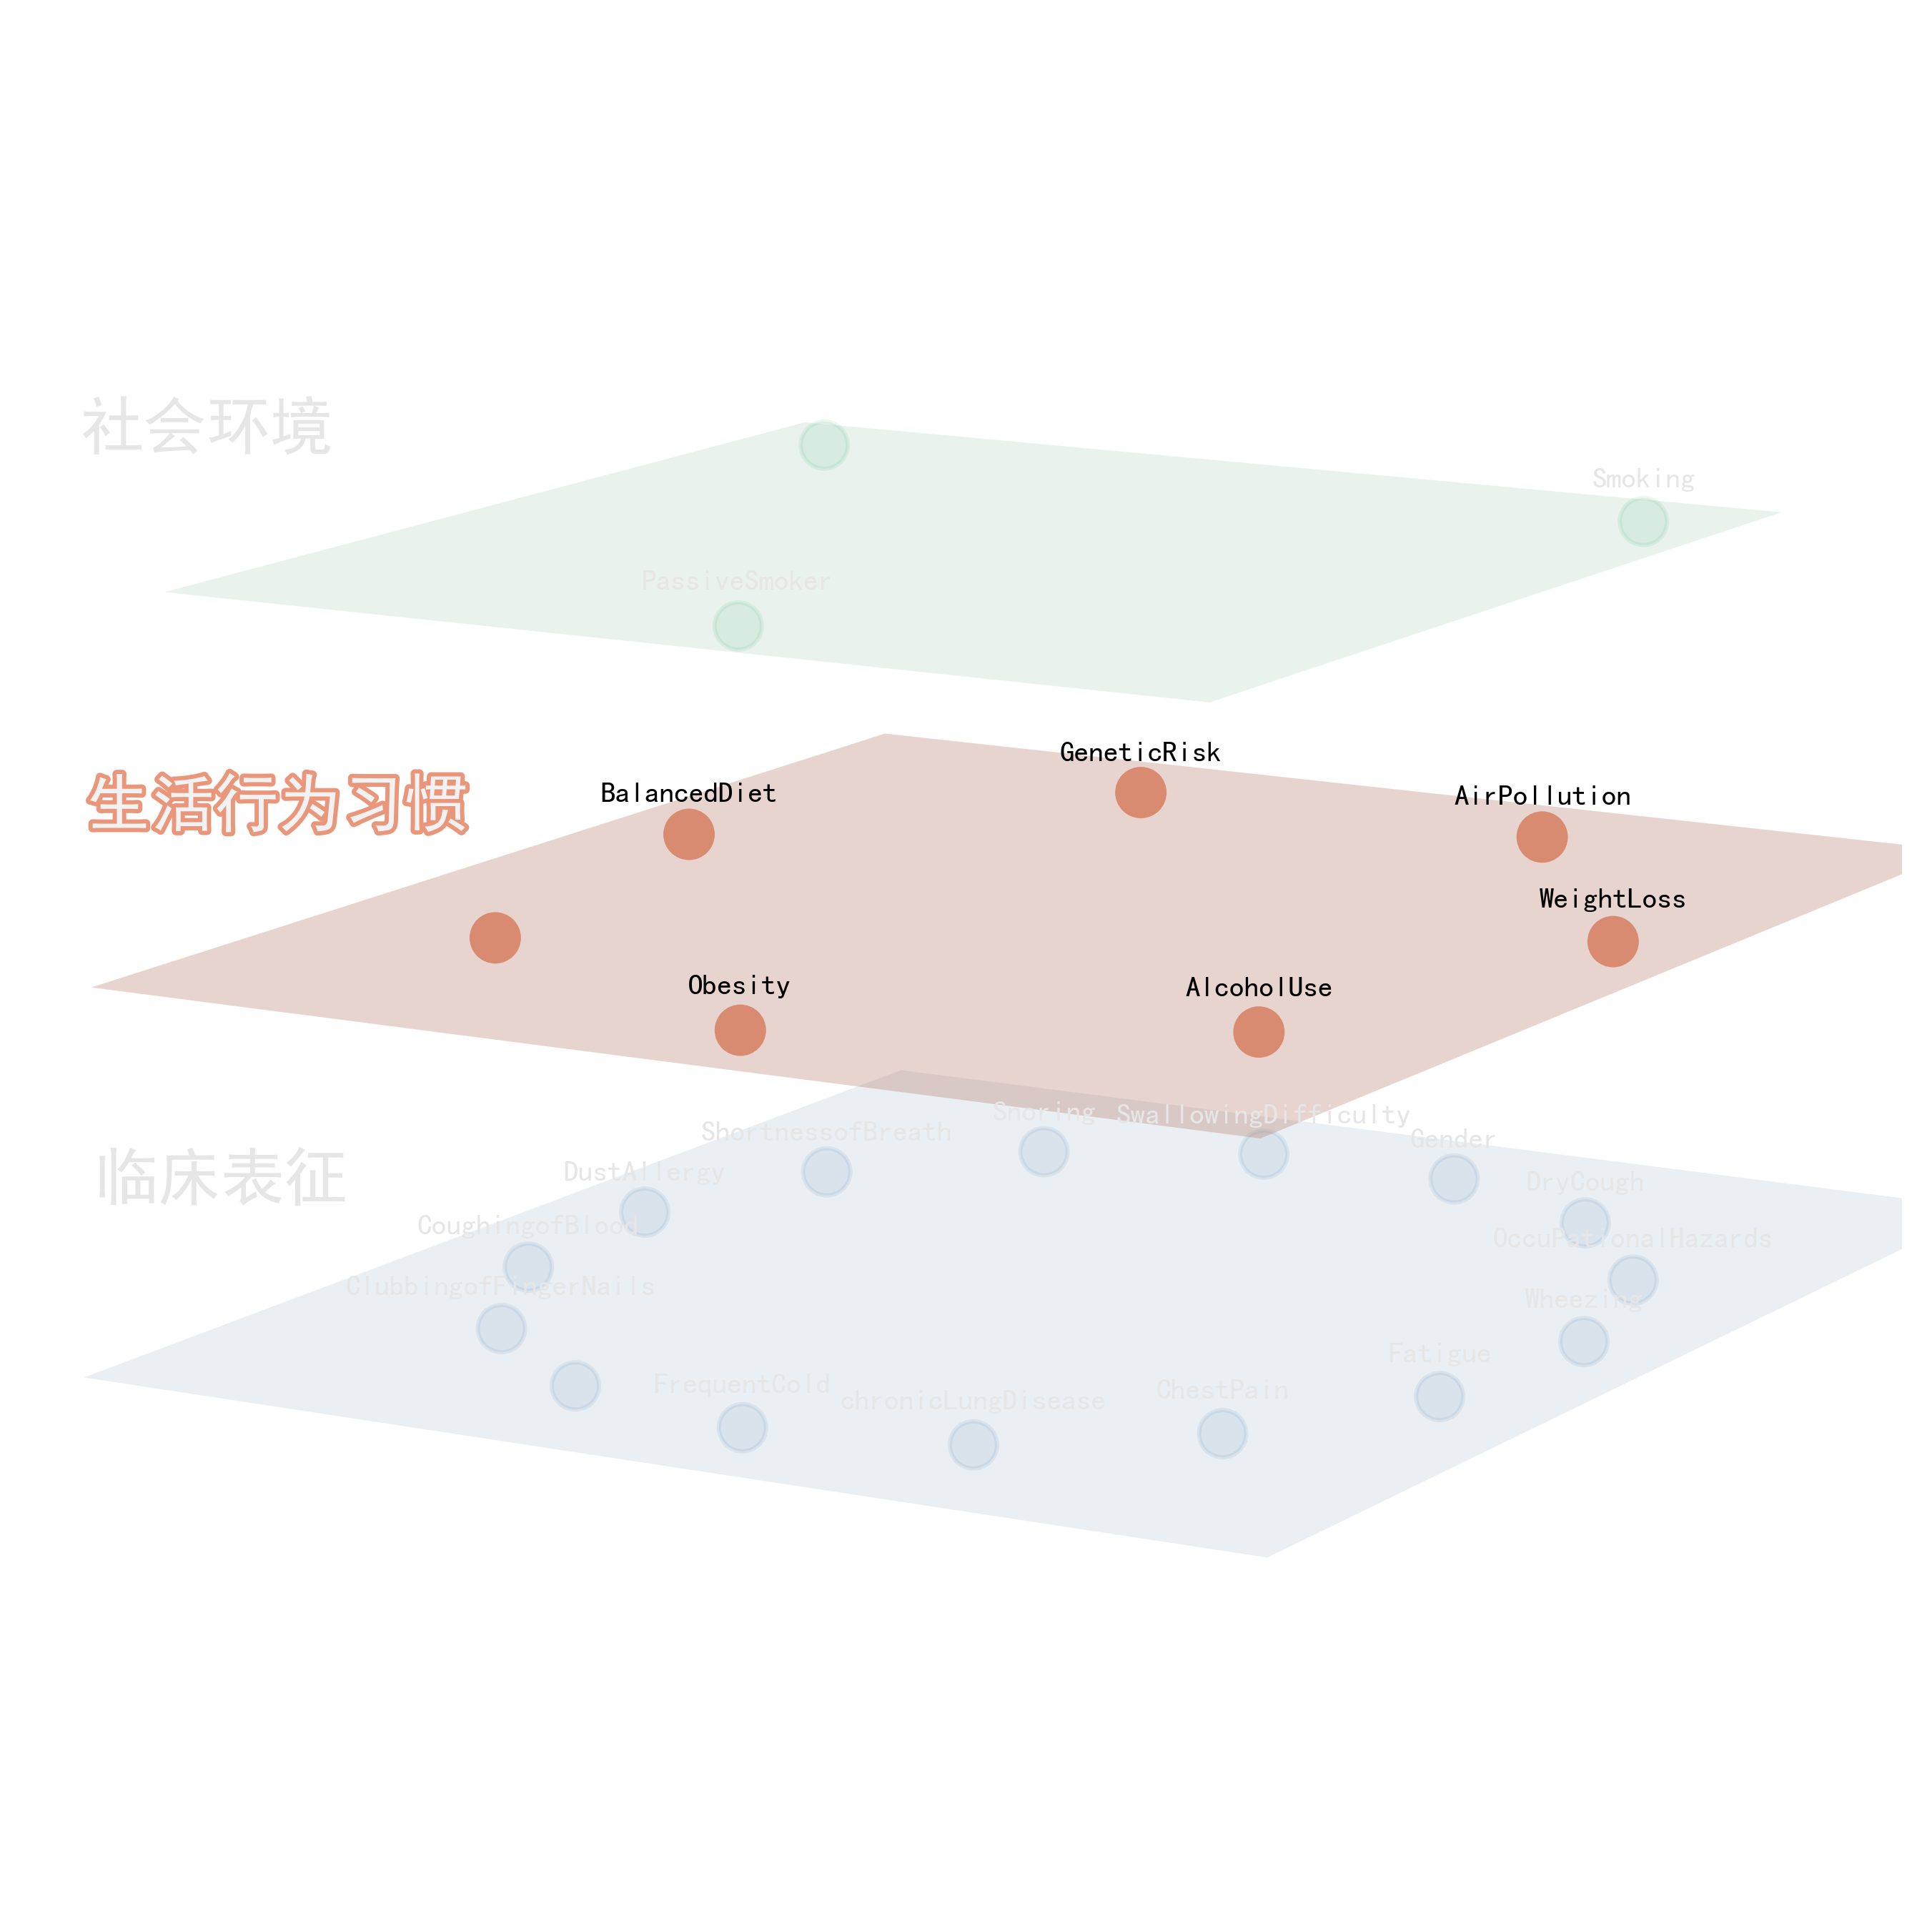 社会环境
Smoking
PassiveSmoker
生活行为习惯
GeneticRisk
BalancedDiet
AirPollution
WeightLoss
Obesity
AlcoholUse
临床表征
Snoring
SwallowingDifficulty
ShortnessofBreath
Gender
DustAllergy
DryCough
CoughingofBlood
OccuPationalHazards
ClubbingofFingerNails
Wheezing
Fatigue
FrequentCold
ChestPain
chronicLungDisease